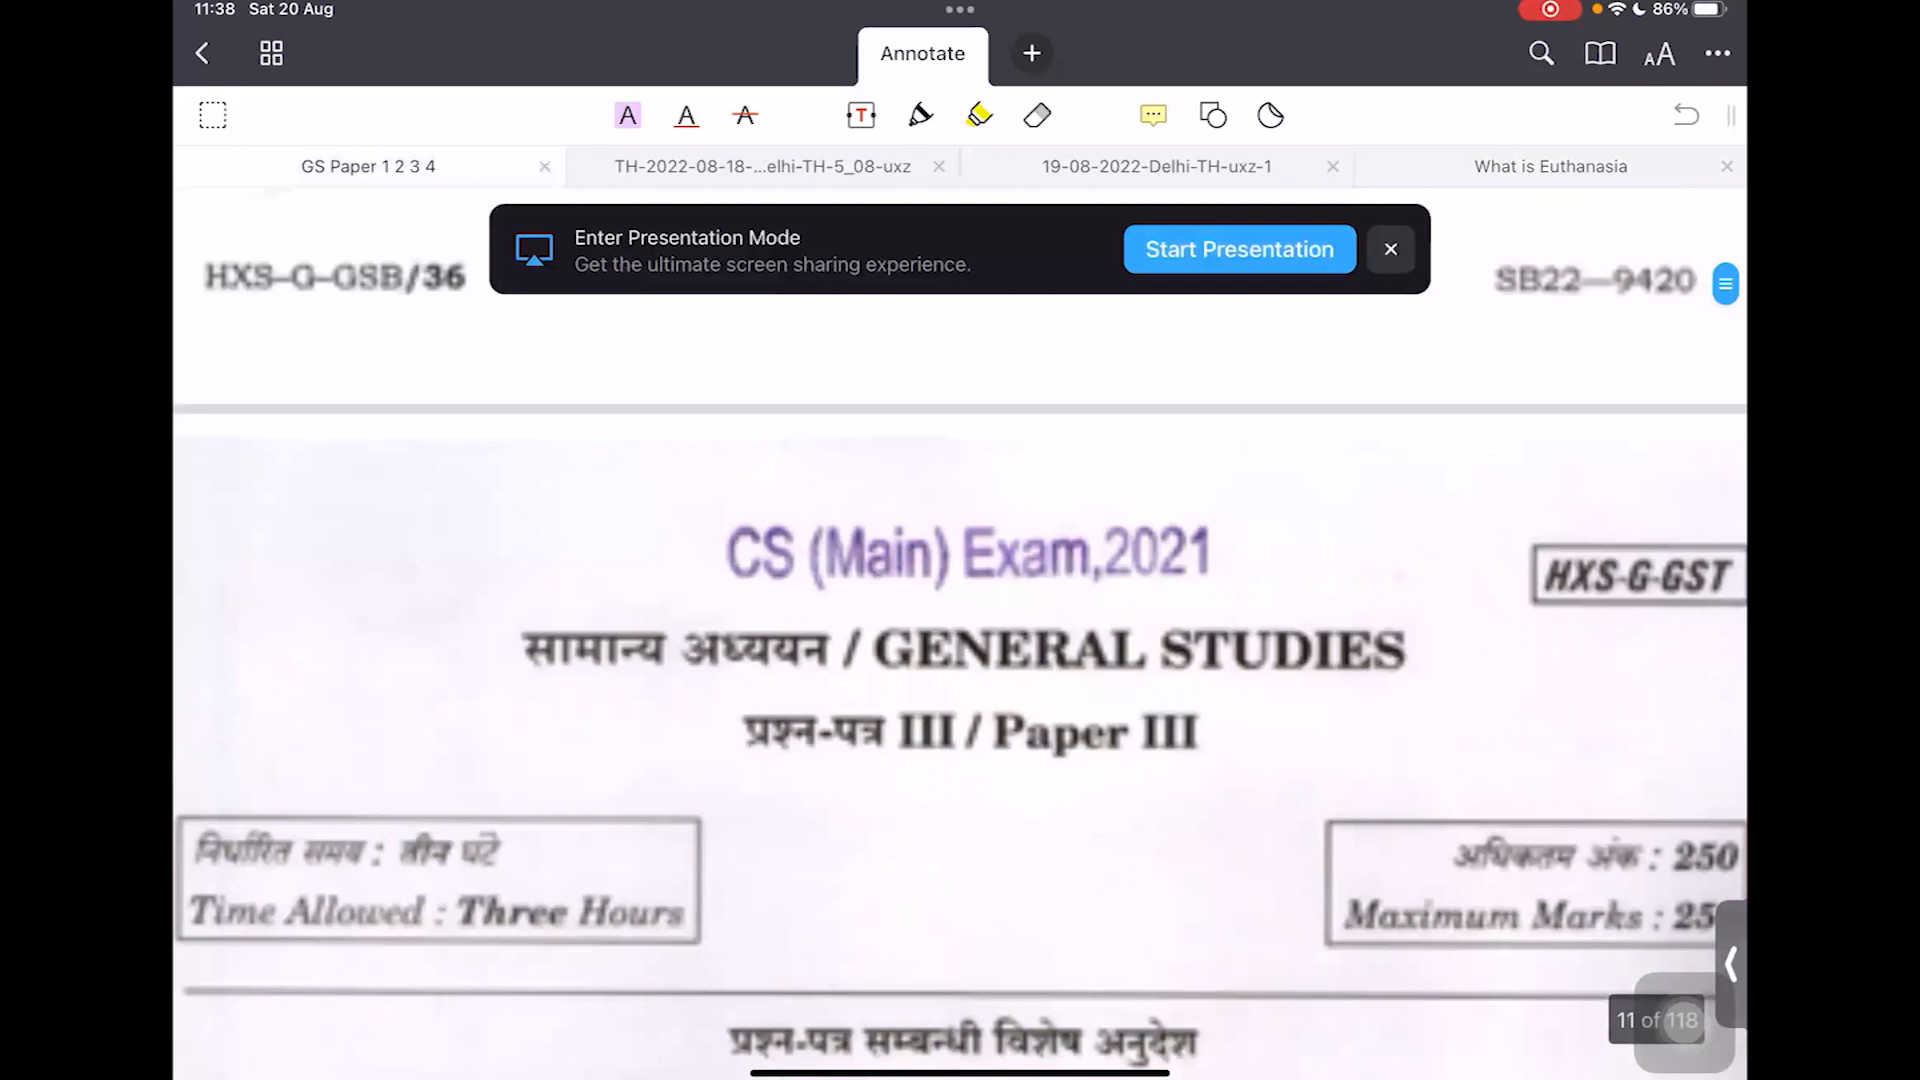 11:38 Sat 20 Aug 86%
Annotate
A A A T
GS Paper 1 2 3 4
TH-2022-08-18-...elhi-TH-5_08-uxz
19-08-2022-Delhi-TH-uxz-1
What is Euthanasia
Enter Presentation Mode
Get the ultimate screen sharing experience.
Start Presentation
HXS–G–GSB/36
SB22—9420
CS (Main) Exam,2021
HXS-G-GST
सामान्य अध्ययन / GENERAL STUDIES
प्रश्न-पत्र III / Paper III
निर्धारित समय : तीन घंटे
Time Allowed : Three Hours
अधिकतम अंक : 250
Maximum Marks : 25
11 of 118
प्रश्न-पत्र सम्बन्धी विशेष अनुदेश